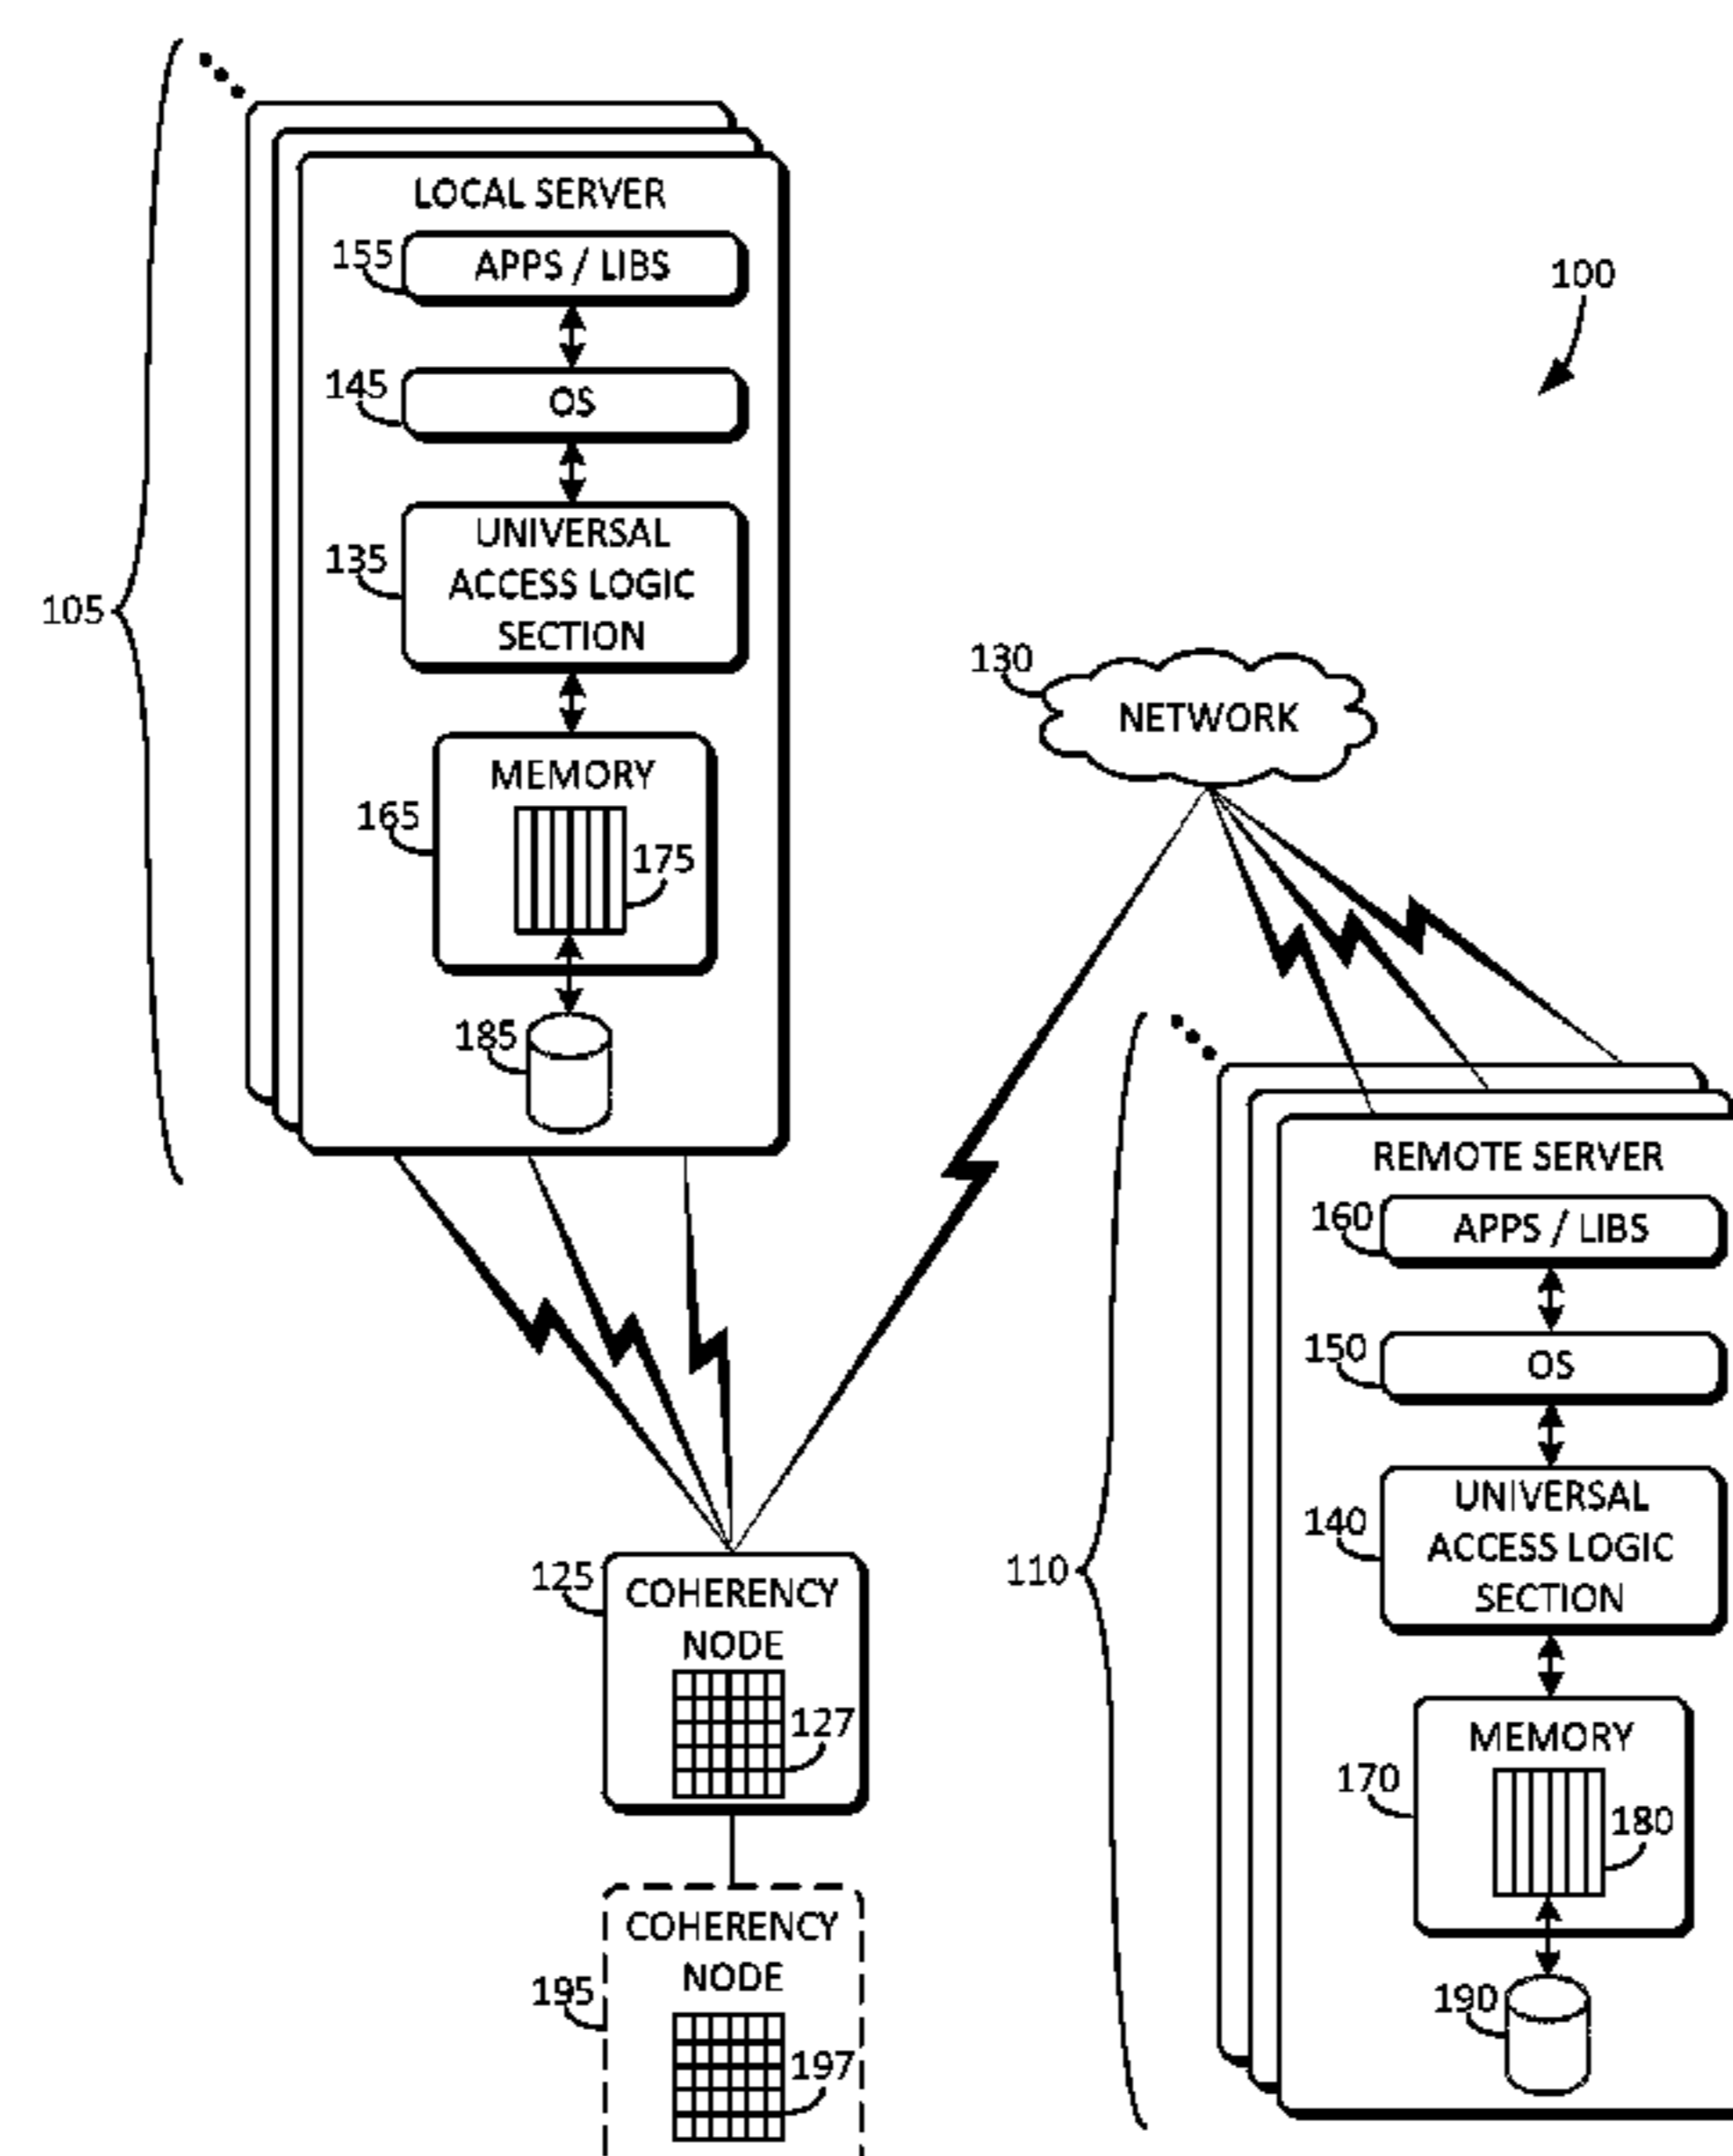 LOCAL SERVER
155
APPS / LIBS
100
145
OS
135
UNIVERSAL
ACCESS LOGIC
SECTION
105
130
NETWORK
MEMORY
165
175
185
REMOTE SERVER
160
APPS / LIBS
150
OS
140
UNIVERSAL
ACCESS LOGIC
SECTION
110
125
COHERENCY
NODE
127
MEMORY
170
180
COHERENCY
NODE
195
197
190